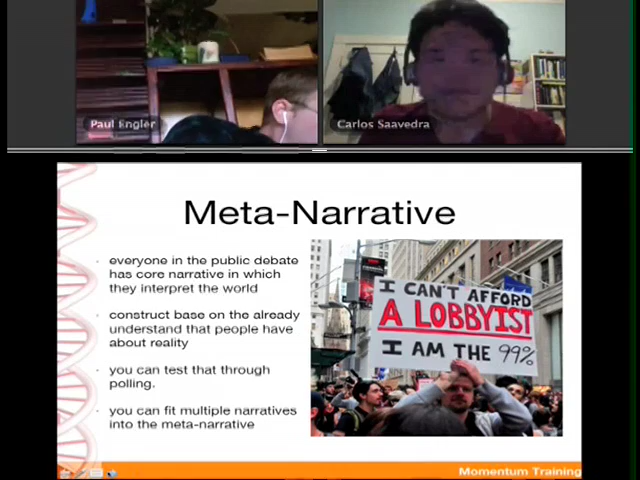 Paul Engler
Carlos Saavedra
Meta-Narrative
everyone in the public debate
has core narrative in which
they interpret the world
construct base on the already
understand that people have
about reality
you can test that through
polling.
you can fit multiple narratives
into the meta-narrative
I CAN'T AFFORD
A LOBBYIST
I AM THE 99%
Momentum Training